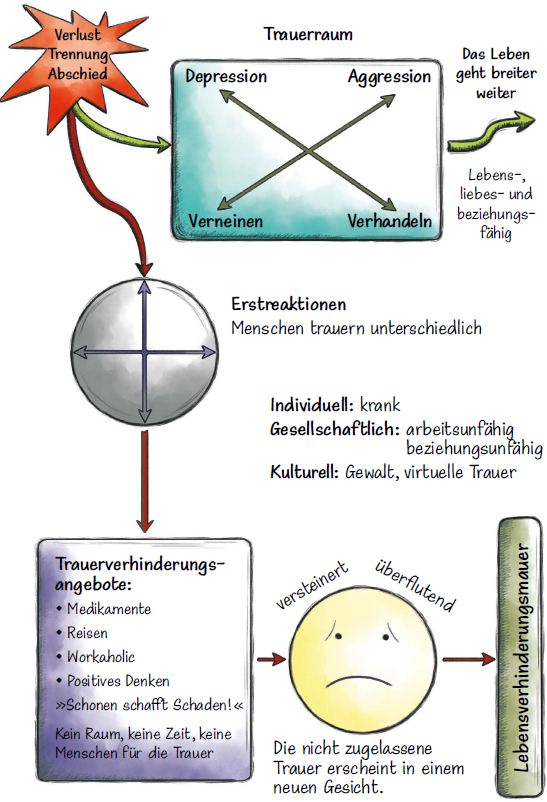 Verlust
Trennung
Abschied
Trauerraum
Depression
Aggression
Verneinen
Verhandeln
Das Leben
geht breiter
weiter
Lebens-,
liebes- und
beziehungs-
fähig
Erstreaktionen
Menschen trauern unterschiedlich
Individuell: krank
Gesellschaftlich: arbeitsunfähig
beziehungsunfähig
Kulturell: Gewalt, virtuelle Trauer
Trauerverhinderungs-
angebote:
• Medikamente
• Reisen
• Workaholic
• Positives Denken
»Schonen schafft Schaden!«
Kein Raum, keine Zeit, keine
Menschen für die Trauer
versteinert
überflutend
Die nicht zugelassene
Trauer erscheint in einem
neuen Gesicht.
Lebensverhinderungsmauer